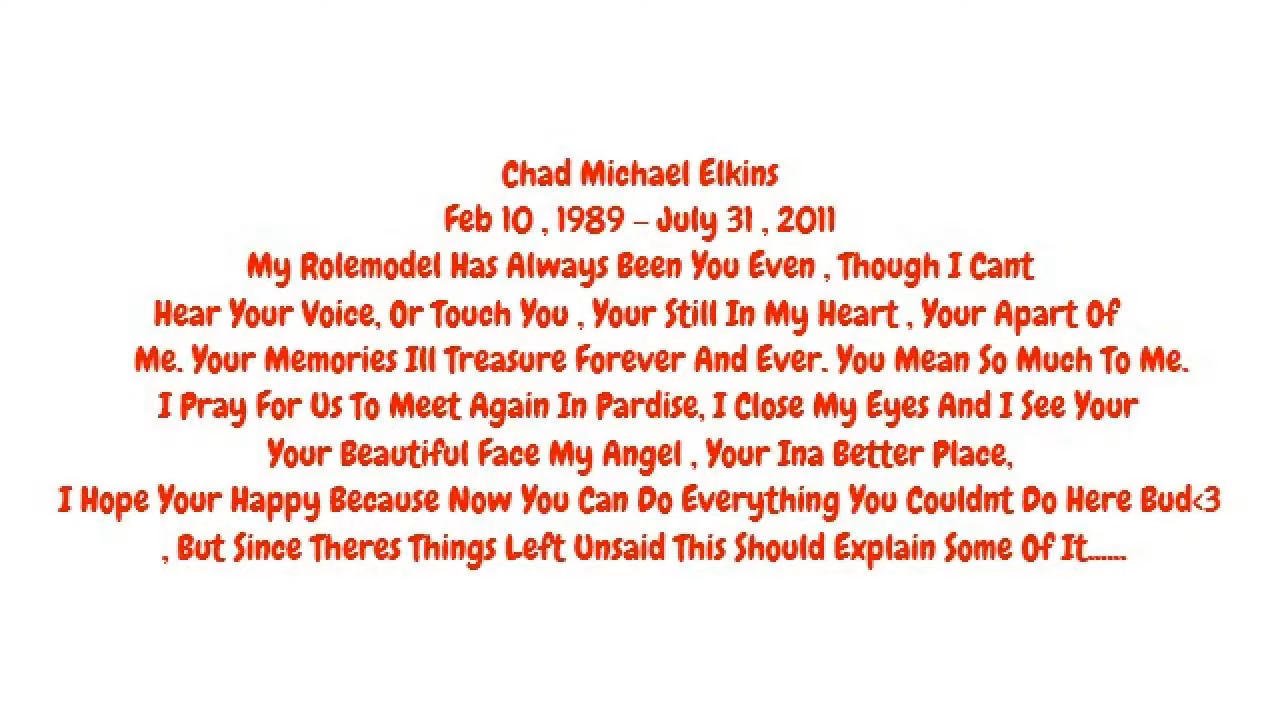 Chad Michael Elkins
Feb 10 , 1989 – July 31 , 2011
My Rolemodel Has Always Been You Even , Though I Cant
Hear Your Voice, Or Touch You , Your Still In My Heart , Your Apart Of
Me. Your Memories Ill Treasure Forever And Ever. You Mean So Much To Me.
I Pray For Us To Meet Again In Pardise, I Close My Eyes And I See Your
Your Beautiful Face My Angel , Your Ina Better Place,
I Hope Your Happy Because Now You Can Do Everything You Couldnt Do Here Bud<3
, But Since Theres Things Left Unsaid This Should Explain Some Of It......